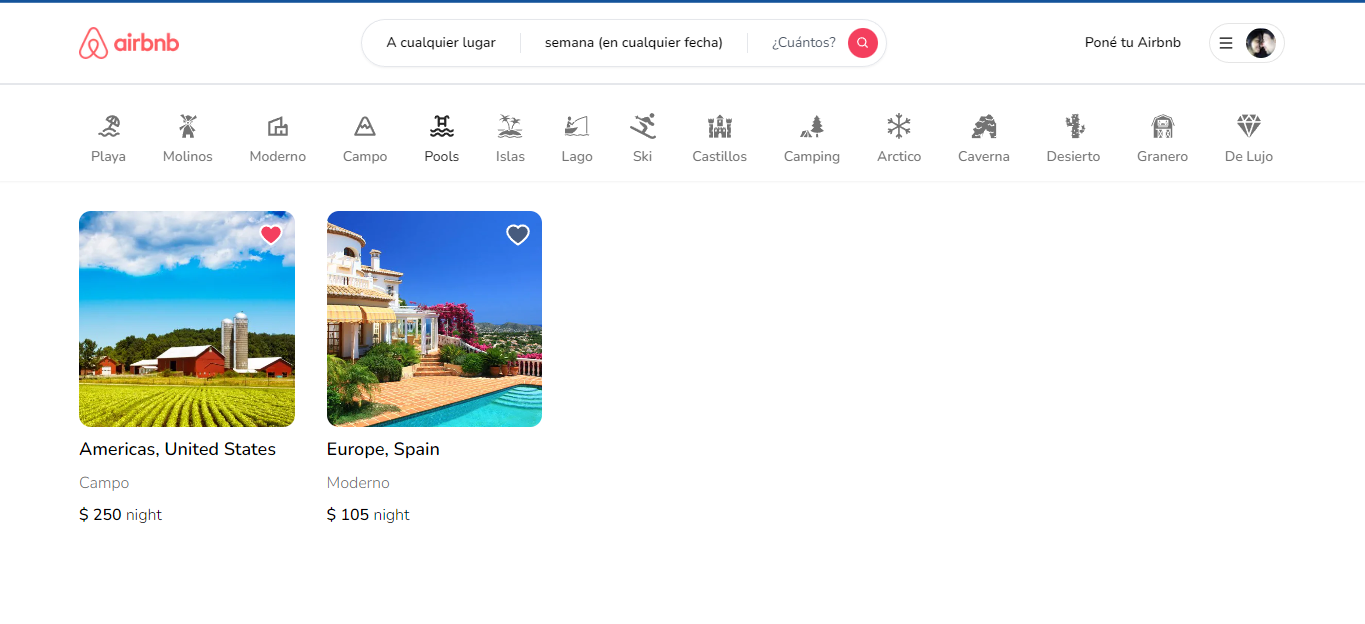 airbnb
A cualquier lugar
semana (en cualquier fecha)
¿Cuántos?
Poné tu Airbnb
Playa
Molinos
Moderno
Campo
Pools
Islas
Lago
Ski
Castillos
Camping
Arctico
Caverna
Desierto
Granero
De Lujo
Americas, United States
Campo
$ 250 night
Europe, Spain
Moderno
$ 105 night